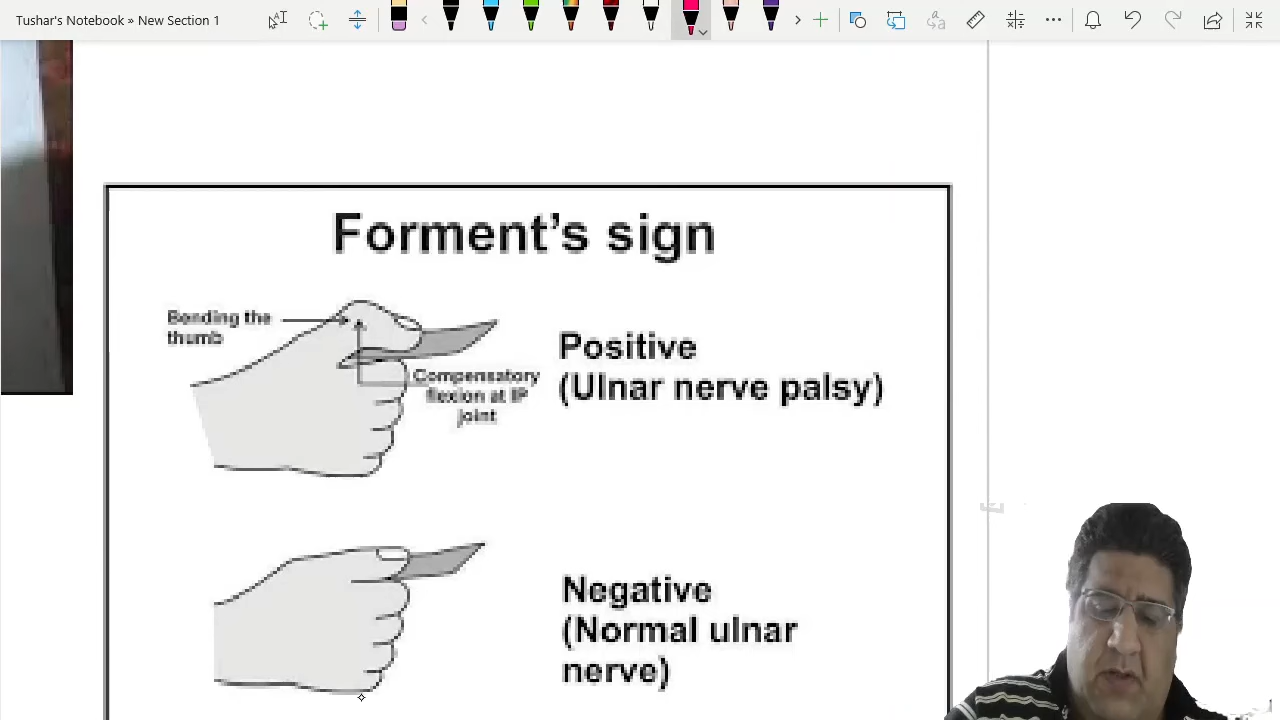 Tushar's Notebook » New Section 1
Forment's sign
Bending the
thumb
Compensatory
flexion at IP
joint
Positive
(Ulnar nerve palsy)
Negative
(Normal ulnar
nerve)